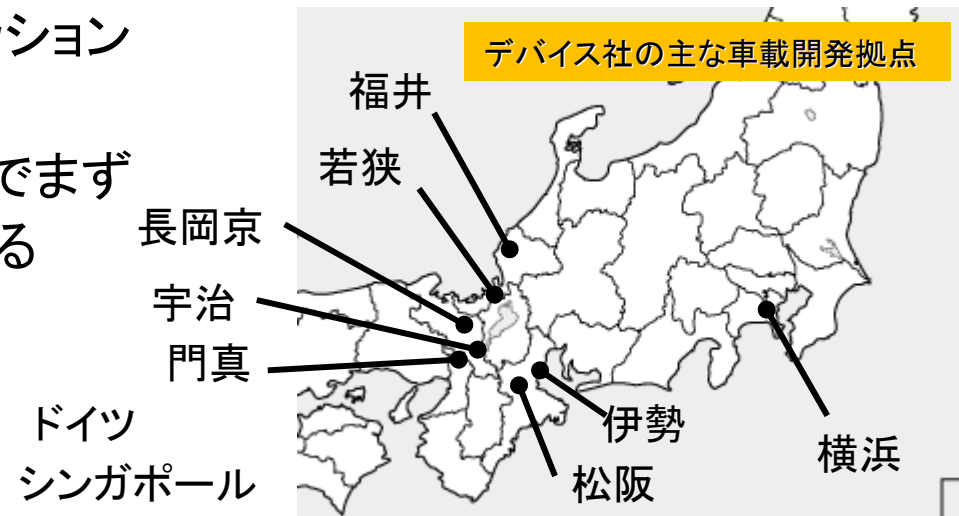 ッション
デバイス社の主な車載開発拠点
福井
でまず
若狭
る
長岡京
宇治
門真
ドイツ
伊勢
シンガポール
松阪
横浜